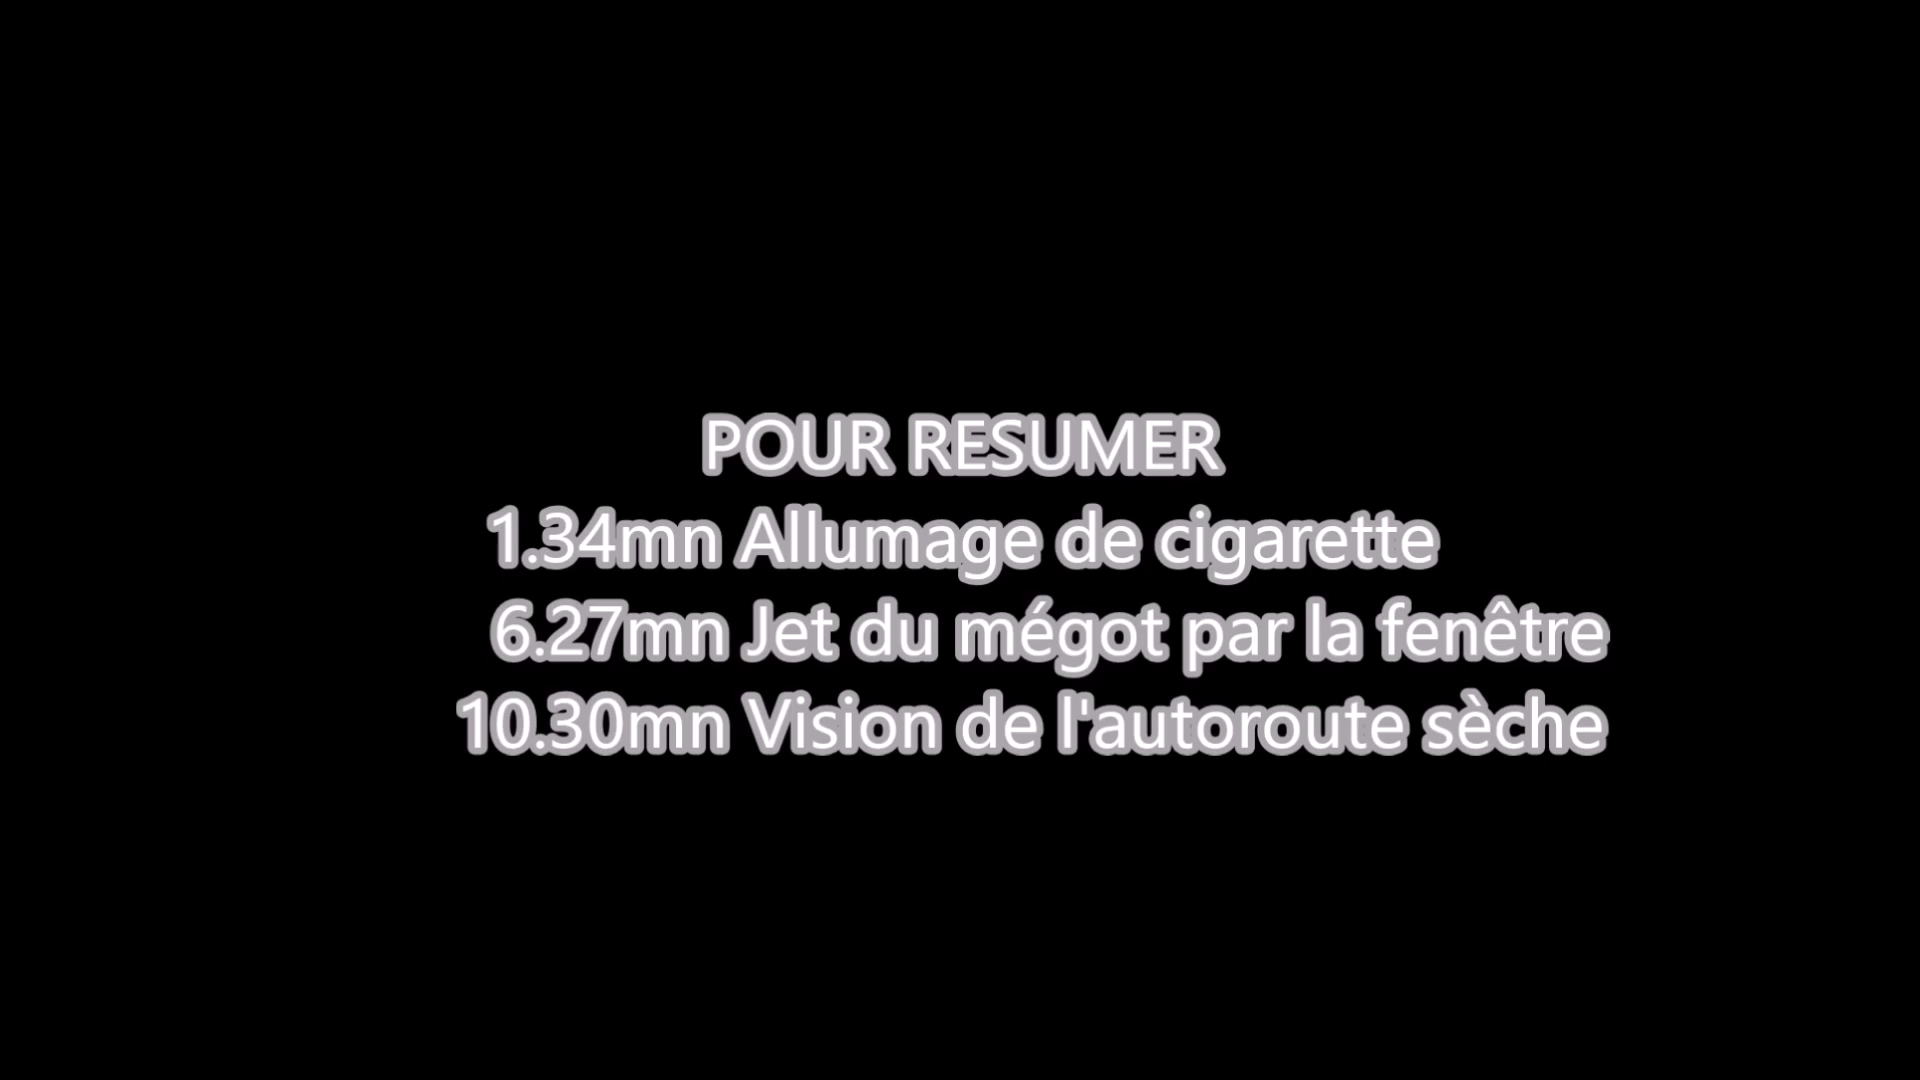 POUR RESUMER
1.34mn Allumage de cigarette
6.27mn Jet du mégot par la fenêtre
10.30mn Vision de l'autoroute sèche